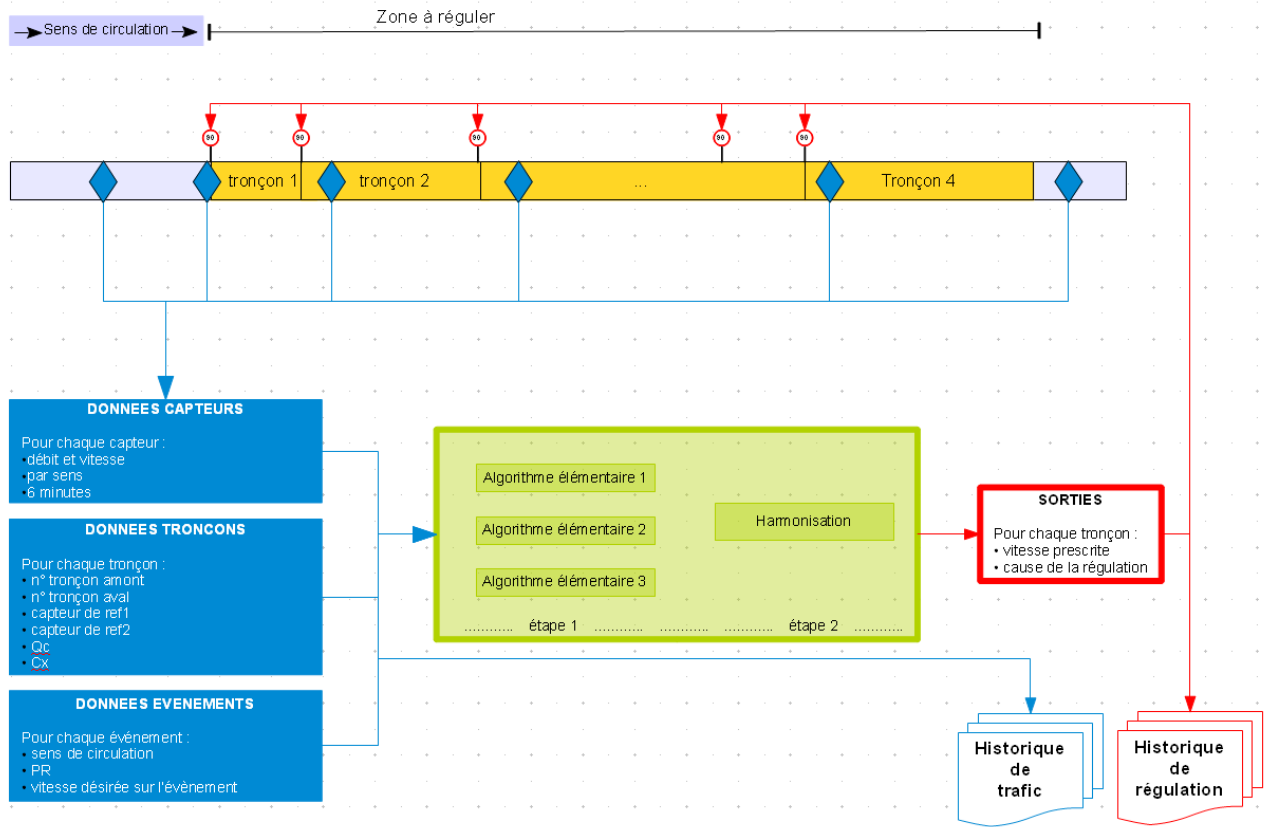 Zone à réguler
Sens de circulation
90 90 90 90 90
tronçon 1 tronçon 2 ... Tronçon 4
DONNEES CAPTEURS
Pour chaque capteur :
•débit et vitesse
•par sens
•6 minutes
DONNEES TRONCONS
Pour chaque tronçon :
• n° tronçon amont
• n° tronçon aval
• capteur de ref1
• capteur de ref2
• Qc
• Cx
DONNEES EVENEMENTS
Pour chaque événement :
• sens de circulation
• PR
• vitesse désirée sur l'évènement
Algorithme élémentaire 1
Algorithme élémentaire 2
Algorithme élémentaire 3
Harmonisation
............ étape 1 ............ ............ ............ étape 2 ............
SORTIES
Pour chaque tronçon :
• vitesse prescrite
• cause de la régulation
Historique
de
trafic
Historique
de
régulation